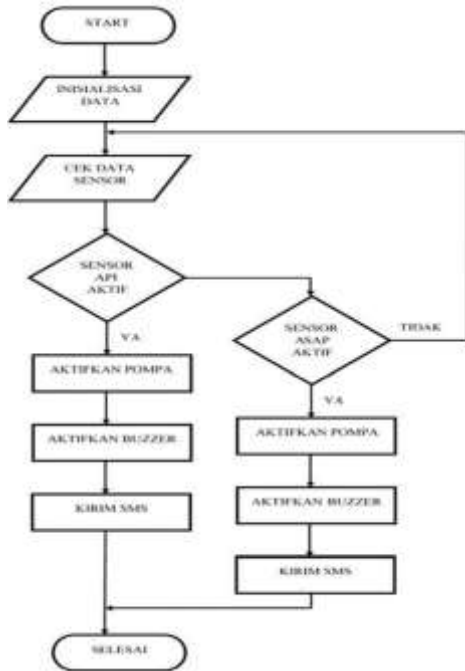 START
INISIALISASI
DATA
CEK DATA
SENSOR
SENSOR
API
AKTIF
YA
AKTIFKAN POMPA
AKTIFKAN BUZZER
KIRIM SMS
SENSOR
ASAP
AKTIF
TIDAK
YA
AKTIFKAN POMPA
AKTIFKAN BUZZER
KIRIM SMS
SELESAI